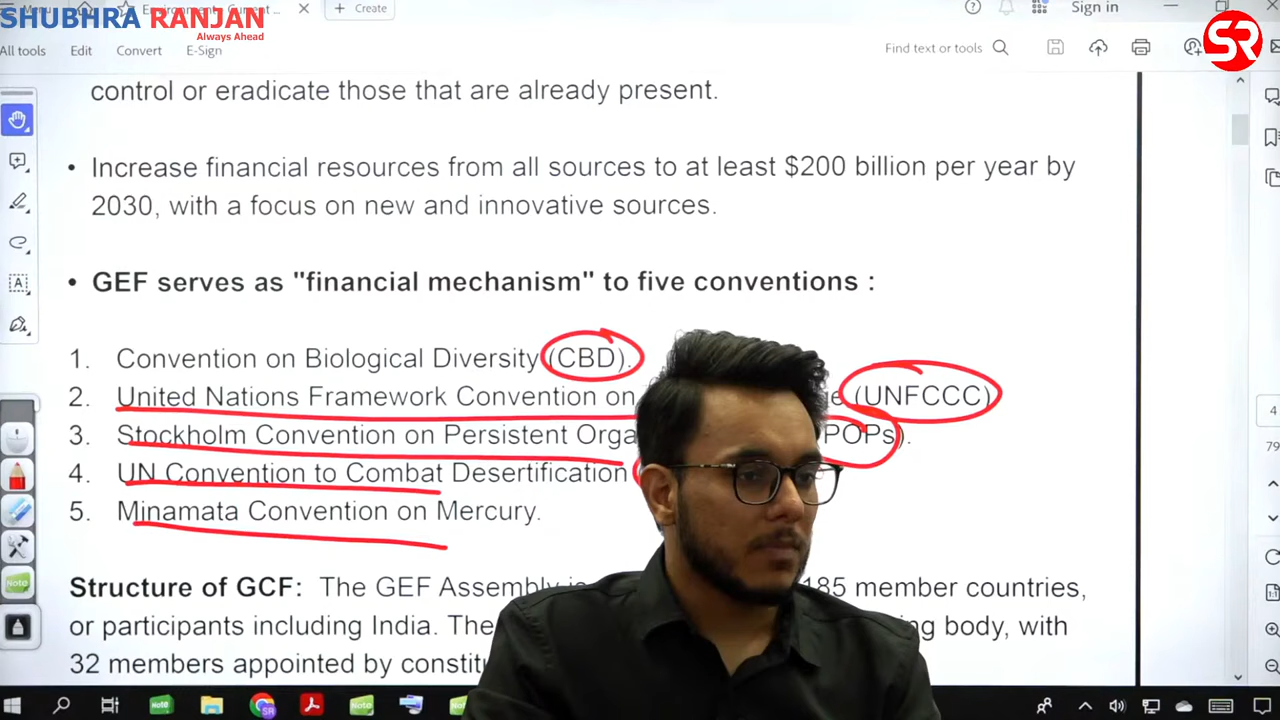 SHUBHRA RANJAN
Always Ahead
Create
Sign in
All tools Edit Convert E-Sign Find text or tools
control or eradicate those that are already present.
• Increase financial resources from all sources to at least $200 billion per year by
2030, with a focus on new and innovative sources.
• GEF serves as "financial mechanism" to five conventions :
1. Convention on Biological Diversity (CBD).
2. United Nations Framework Convention on (UNFCCC)
3. Stockholm Convention on Persistent Orga POPs).
4. UN Convention to Combat Desertification
5. Minamata Convention on Mercury.
Structure of GCF: The GEF Assembly 185 member countries,
or participants including India. The ng body, with
32 members appointed by constit
SR
4
79